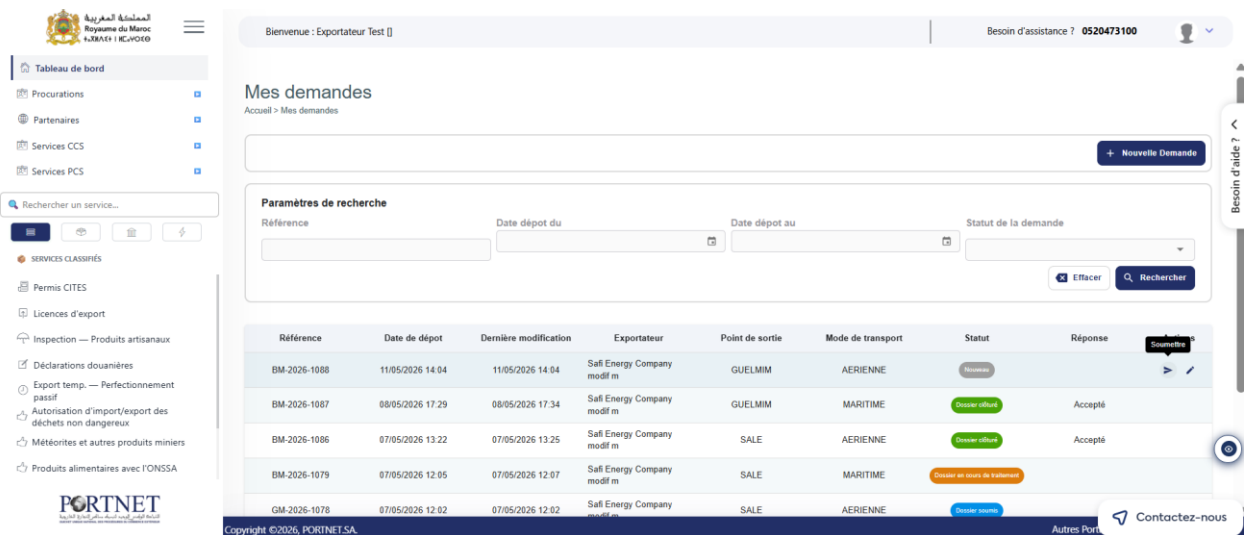 المملكة المغربية
Royaume du Maroc
ⵜⴰⴳⵍⴷⵉⵜ ⵏ ⵍⵎⵖⵔⵉⴱ
Bienvenue : Exportateur Test []
Besoin d'assistance ? 0520473100
Tableau de bord
Procurations
Partenaires
Services CCS
Services PCS
Rechercher un service...
SERVICES CLASSIFIÉS
Permis CITES
Licences d'export
Inspection — Produits artisanaux
Déclarations douanières
Export temp. — Perfectionnement
passif
Autorisation d'import/export des
déchets non dangereux
Météorites et autres produits miniers
Produits alimentaires avec l'ONSSA
PORTNET
Mes demandes
Accueil > Mes demandes
+ Nouvelle Demande
Paramètres de recherche
Référence Date dépot du Date dépot au Statut de la demande
Effacer Rechercher
Référence Date de dépot Dernière modification Exportateur Point de sortie Mode de transport Statut Réponse
Soumettre
BM-2026-1088 11/05/2026 14:04 11/05/2026 14:04 Safi Energy Company modif m GUELMIM AERIENNE Nouveau
BM-2026-1087 08/05/2026 17:29 08/05/2026 17:34 Safi Energy Company modif m GUELMIM MARITIME Dossier clôturé Accepté
BM-2026-1086 07/05/2026 13:22 07/05/2026 13:25 Safi Energy Company modif m SALE AERIENNE Dossier clôturé Accepté
BM-2026-1079 07/05/2026 12:05 07/05/2026 12:07 Safi Energy Company modif m SALE MARITIME Dossier en cours de traitement
GM-2026-1078 07/05/2026 12:02 07/05/2026 12:02 Safi Energy Company modif m SALE AERIENNE Dossier soumis
Besoin d'aide ?
Copyright ©2026, PORTNET.SA.
Autres Port
Contactez-nous